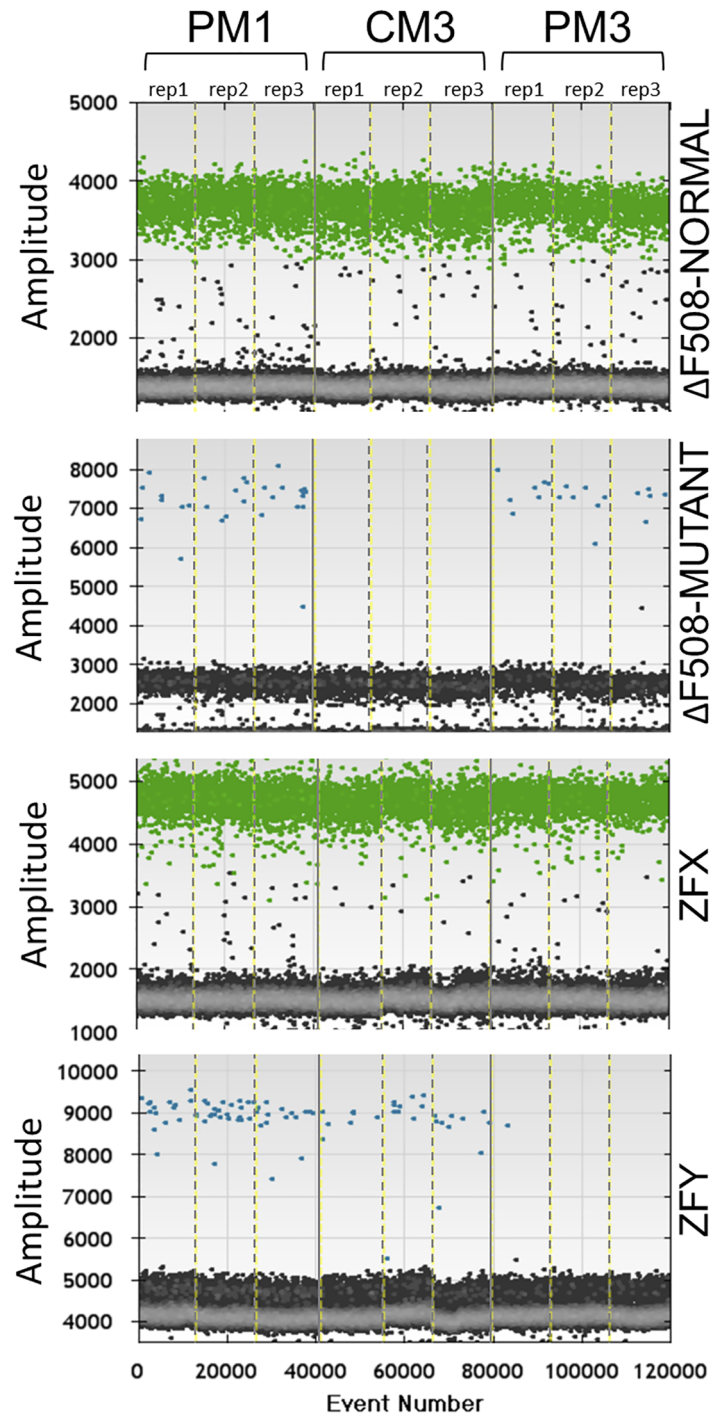 PM1 CM3 PM3
rep1 rep2 rep3 rep1 rep2 rep3 rep1 rep2 rep3
5000
4000
3000
2000
Amplitude
ΔF508-NORMAL
8000
7000
6000
5000
4000
3000
2000
Amplitude
ΔF508-MUTANT
5000
4000
3000
2000
1000
Amplitude
ZFX
10000
9000
8000
7000
6000
5000
4000
Amplitude
ZFY
0 20000 40000 60000 80000 100000 120000
Event Number